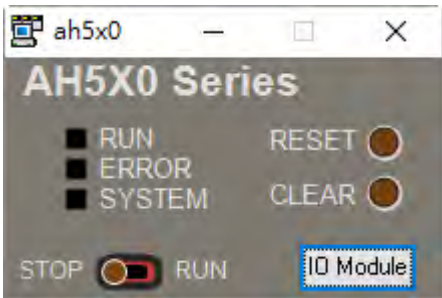 ah5x0
AH5X0 Series
RUN
ERROR
SYSTEM
RESET
CLEAR
STOP
RUN
IO Module